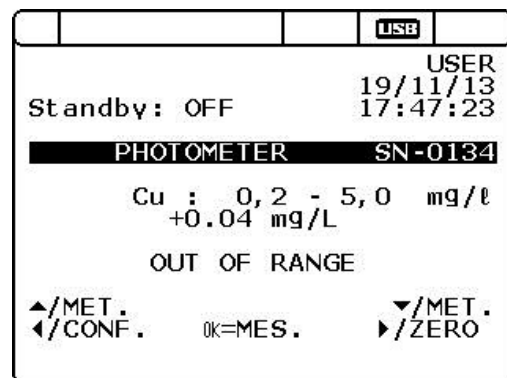 USB
USER
19/11/13
Standby: OFF 17:47:23
PHOTOMETER SN-0134
Cu : 0,2 - 5,0 mg/ℓ
+0.04 mg/L
OUT OF RANGE
▲/MET. ▼/MET.
◀/CONF. OK=MES. ▶/ZERO